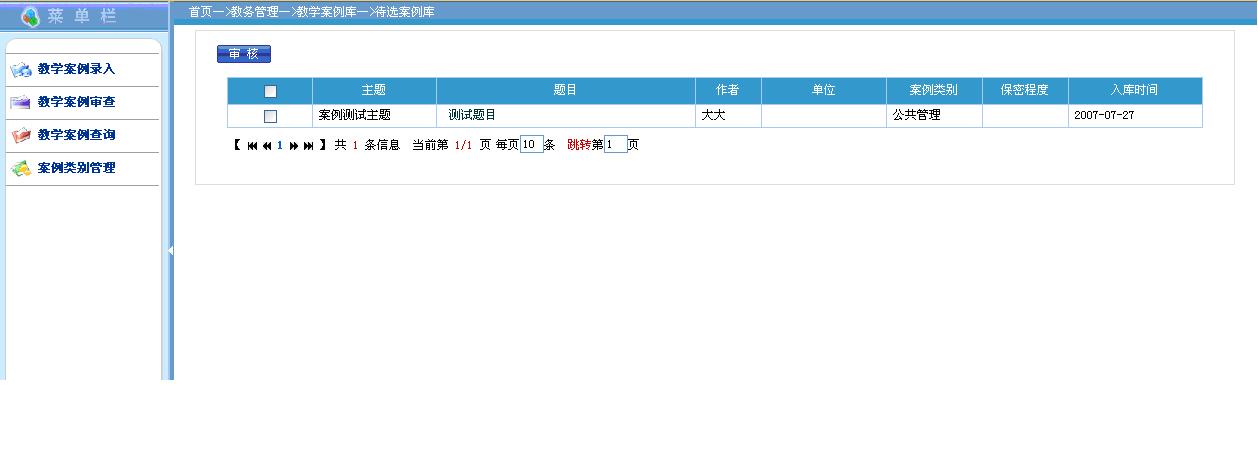 菜 单 栏
首页—>教务管理—>教学案例库—>待选案例库
教学案例录入
教学案例审查
教学案例查询
案例类别管理
审 核
主题 题目 作者 单位 案例类别 保密程度 入库时间
案例测试主题 测试题目 大大 公共管理 2007-07-27
【 1 】 共 1 条信息 当前第 1/1 页 每页 10 条 跳转第 1 页